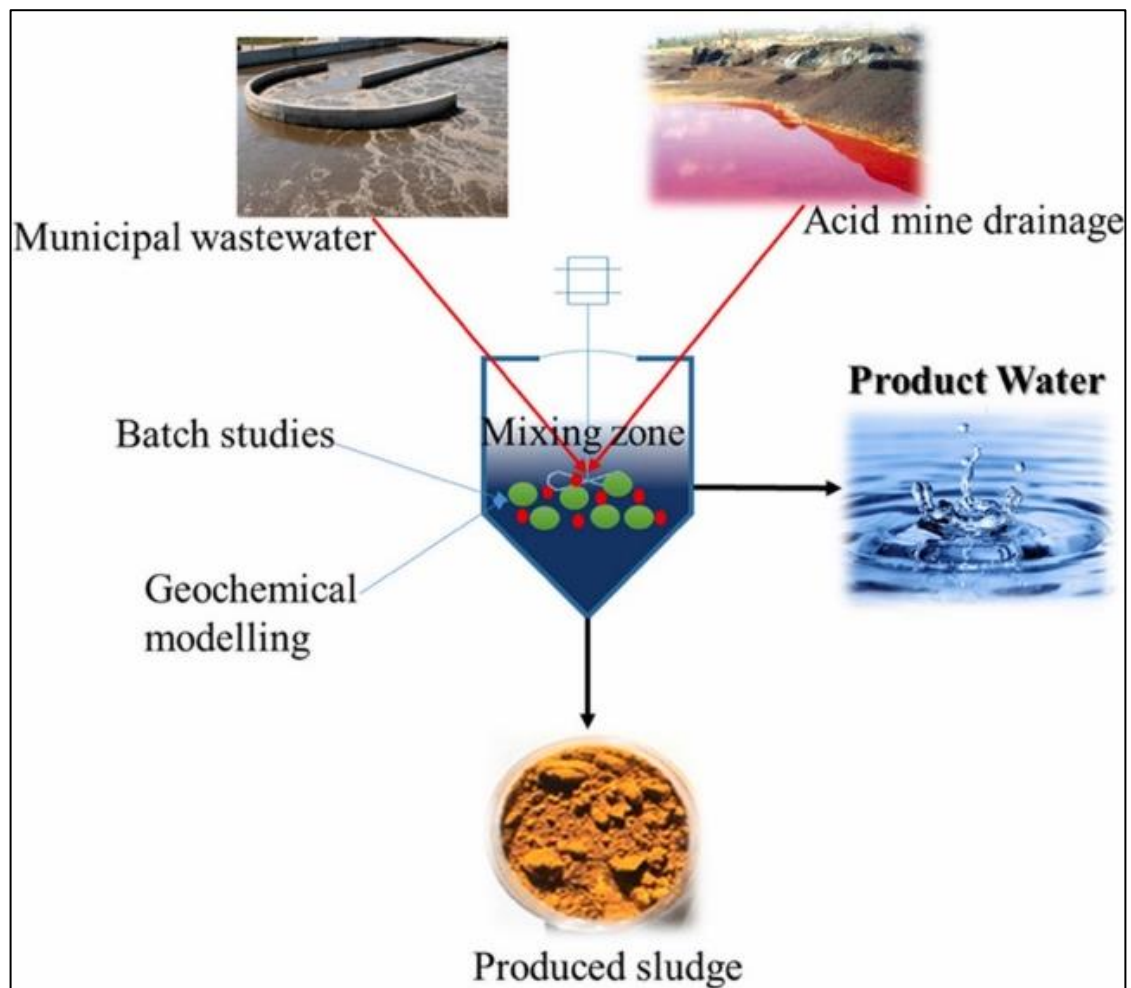 Municipal wastewater
Acid mine drainage
Product Water
Batch studies
Mixing zone
Geochemical
modelling
Produced sludge